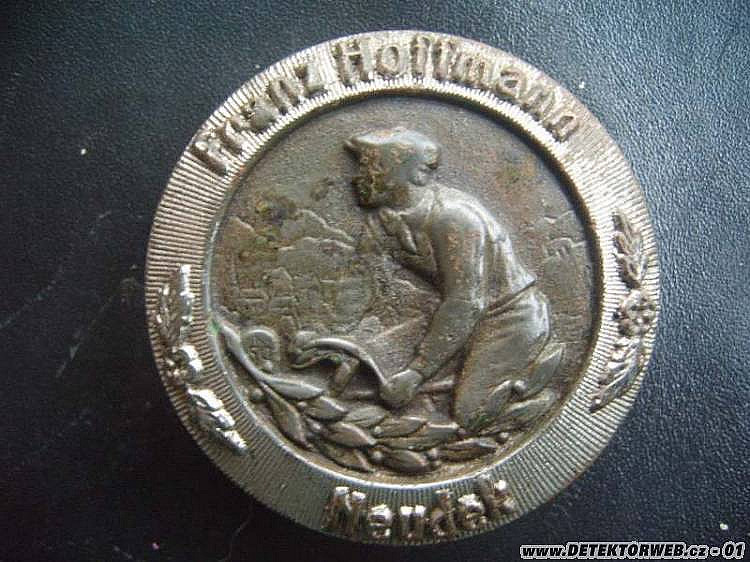 Franz Hoffmann
Neudek
www.DETEKTORWEB.cz - 01